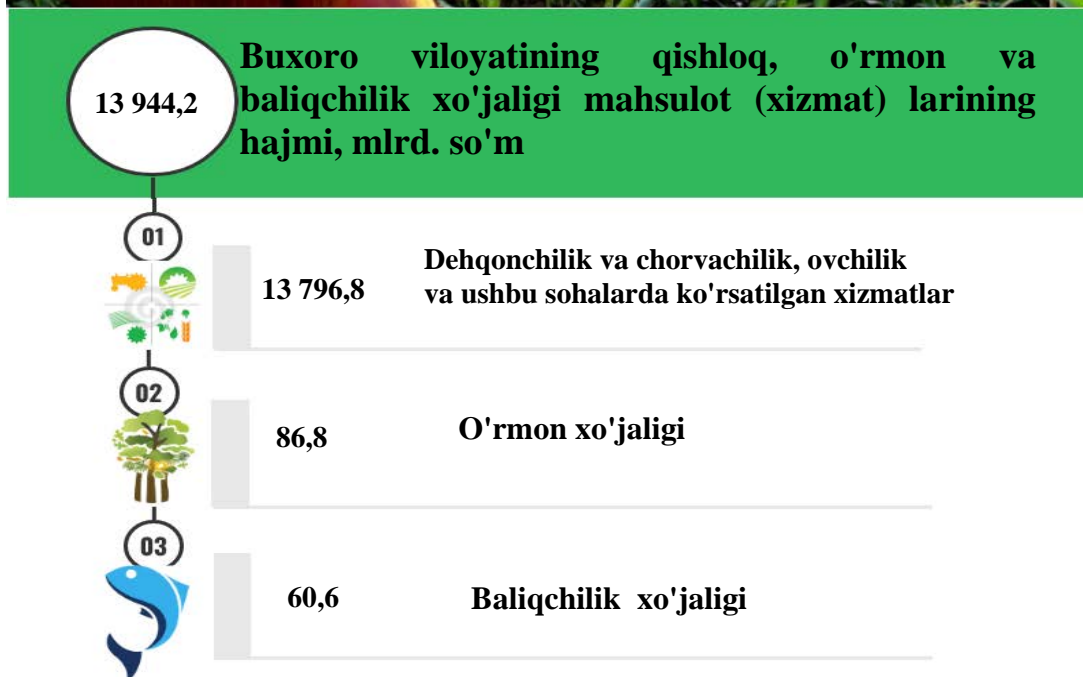 13 944,2
Buxoro viloyatining qishloq, o'rmon va
baliqchilik xo'jaligi mahsulot (xizmat) larining
hajmi, mlrd. so'm
01
13 796,8
Dehqonchilik va chorvachilik, ovchilik
va ushbu sohalarda ko'rsatilgan xizmatlar
02
86,8
O'rmon xo'jaligi
03
60,6
Baliqchilik xo'jaligi